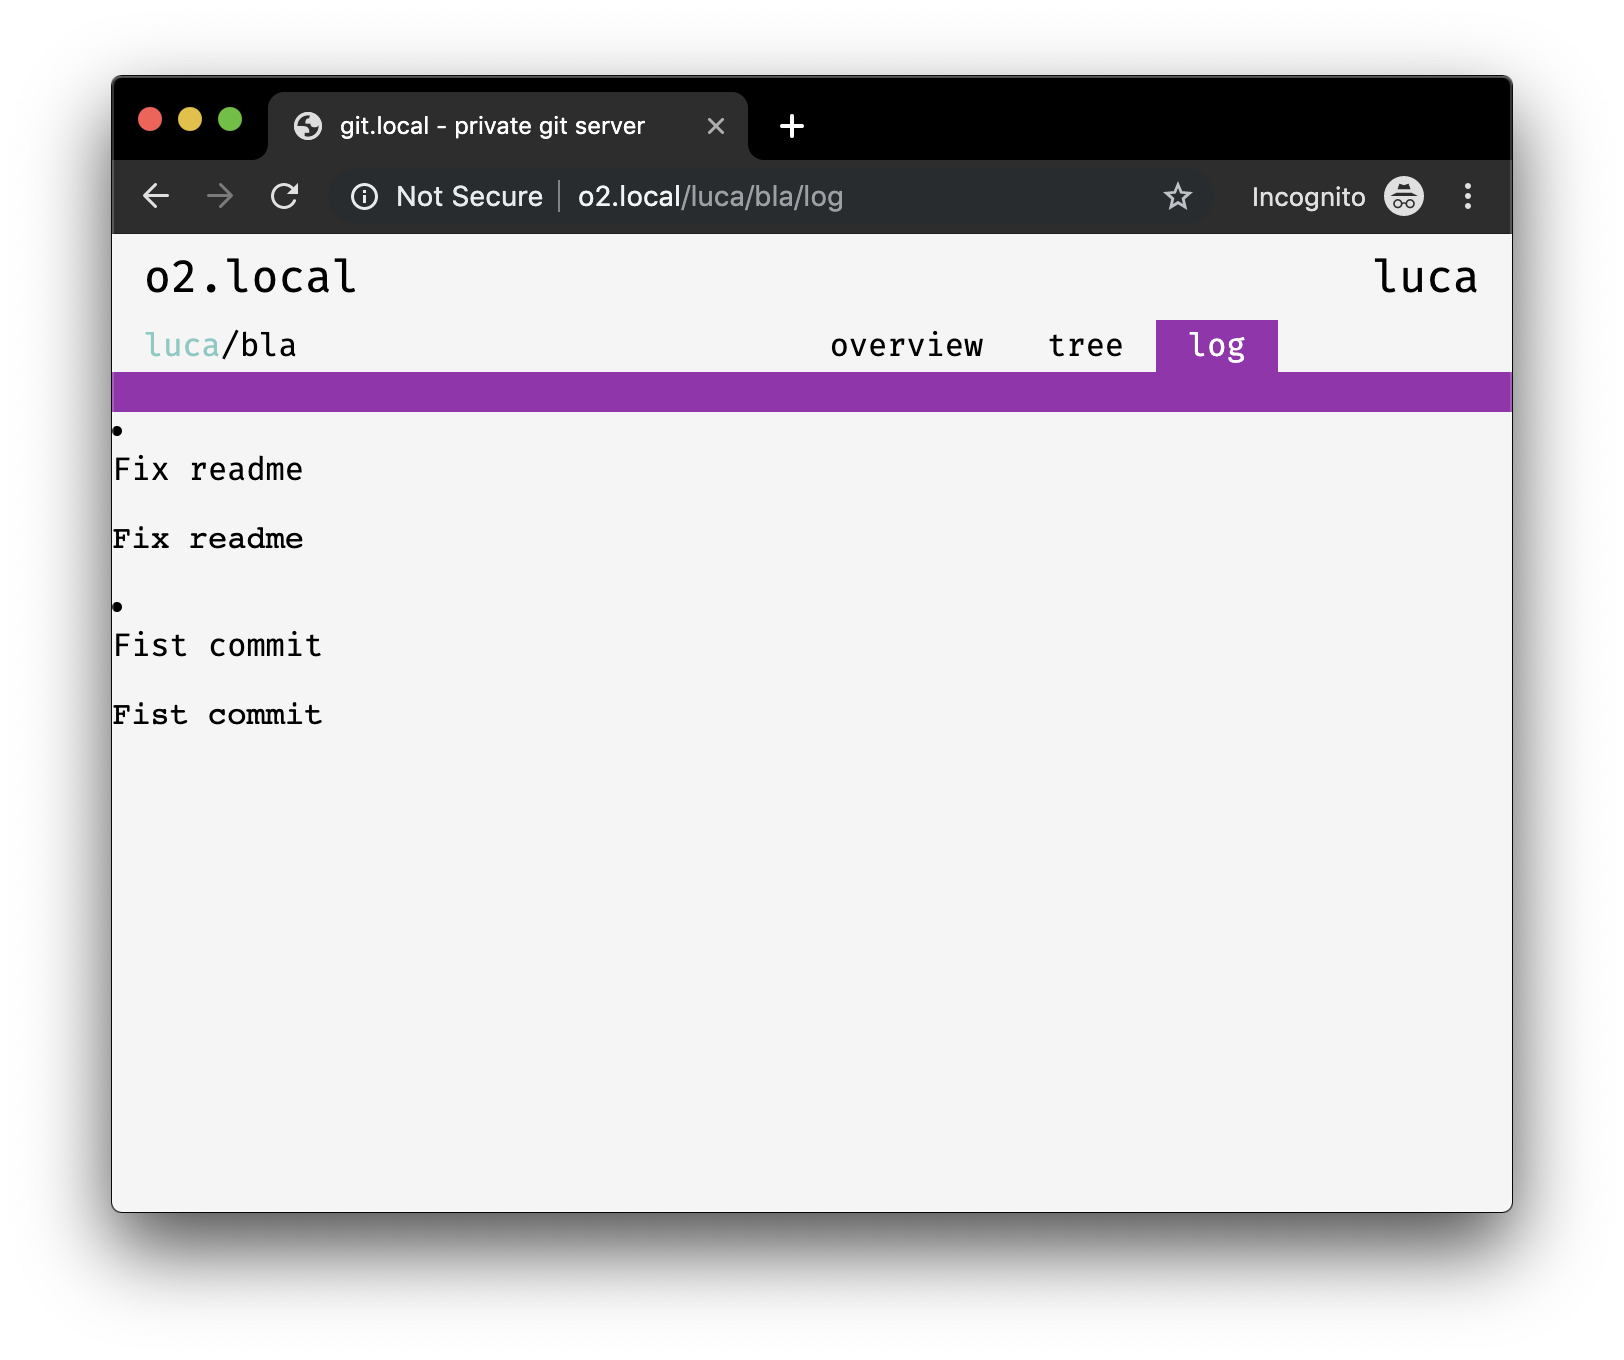 git.local - private git server
Not Secure o2.local/luca/bla/log Incognito
o2.local luca
luca/bla overview tree log
Fix readme
Fix readme
Fist commit
Fist commit